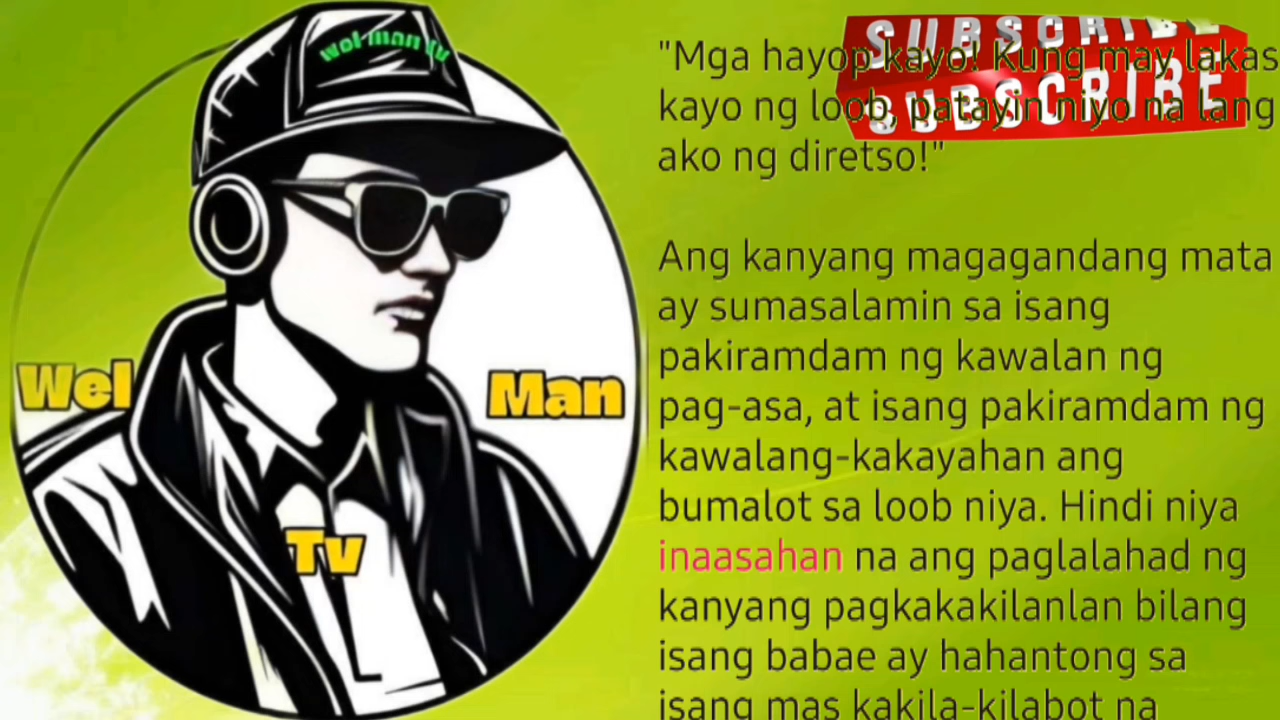 wel man tv
SUBSCRIBE
SUBSCRIBE
"Mga hayop kayo! Kung may lakas
kayo ng loob, patayin niyo na lang
ako ng diretso!"
Ang kanyang magagandang mata
ay sumasalamin sa isang
pakiramdam ng kawalan ng
pag-asa, at isang pakiramdam ng
kawalang-kakayahan ang
bumalot sa loob niya. Hindi niya
inaasahan na ang paglalahad ng
kanyang pagkakakilanlan bilang
isang babae ay hahantong sa
isang mas kakila-kilabot na
Wel
Man
Tv